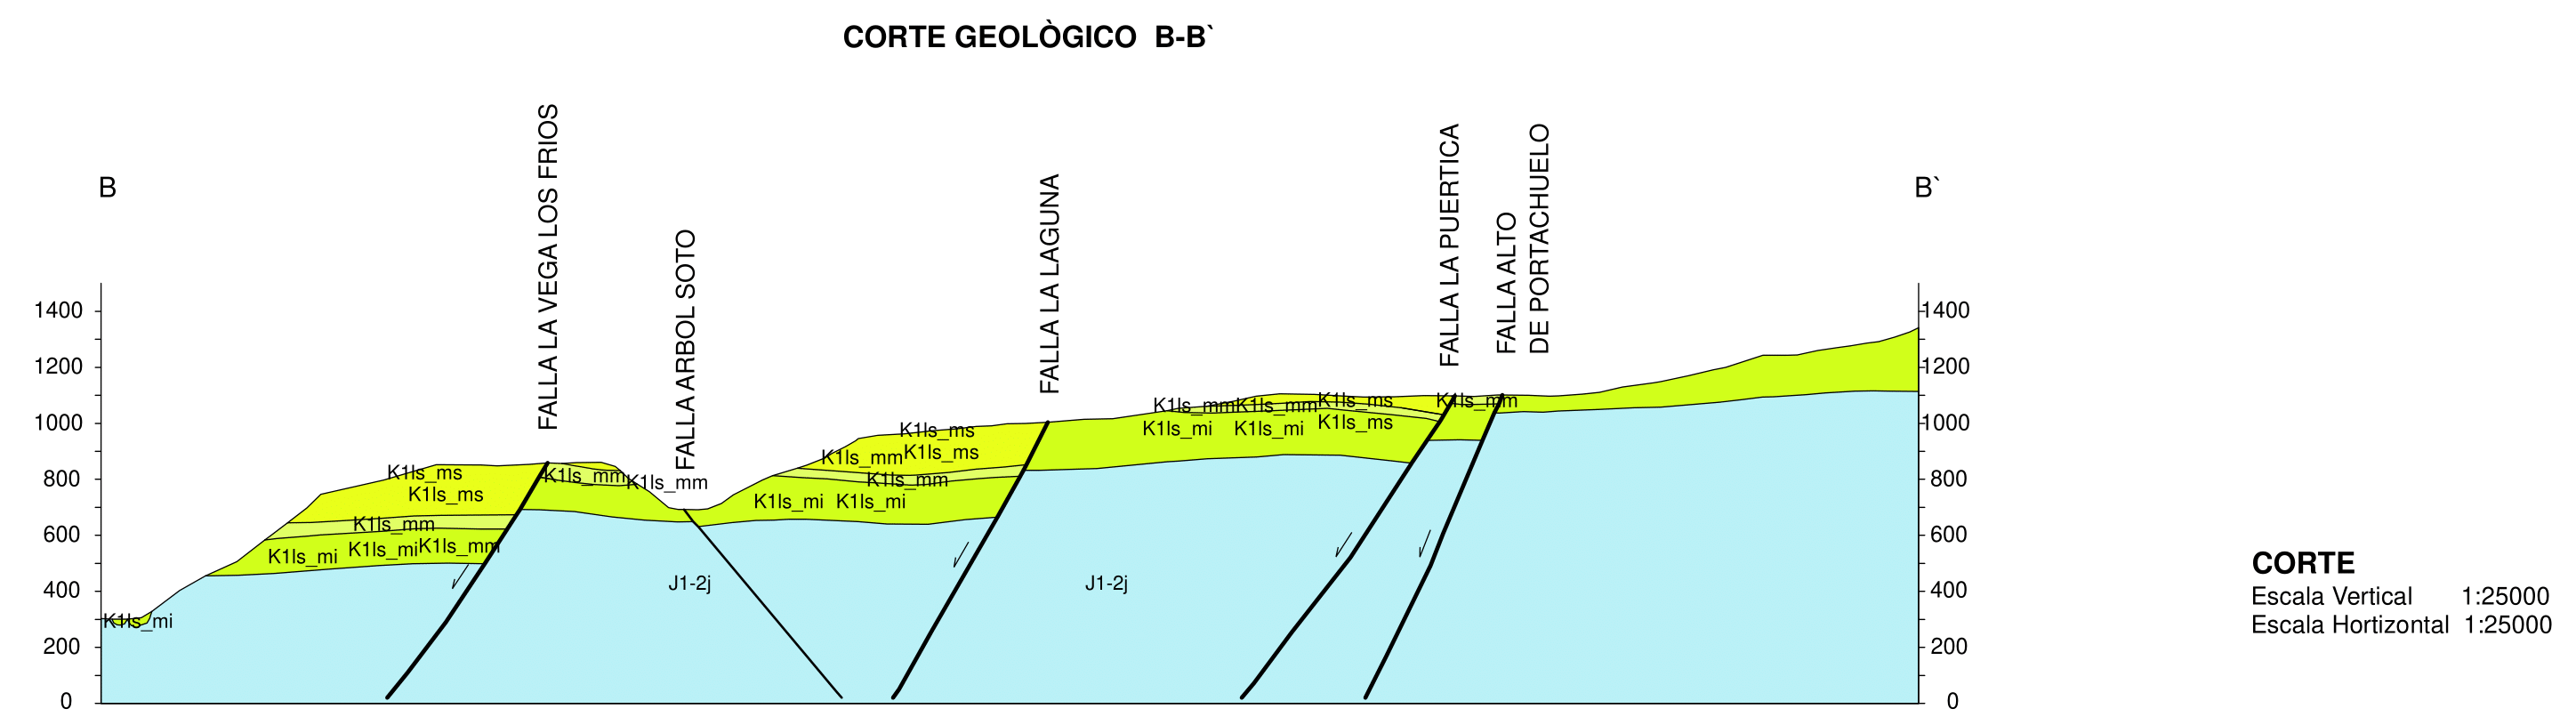 CORTE GEOLÒGICO B-B`
B
B`
FALLA LA VEGA LOS FRIOS
FALLA ARBOL SOTO
FALLA LA LAGUNA
FALLA LA PUERTICA
FALLA ALTO
DE PORTACHUELO
1400
1200
1000
800
600
400
200
0
1400
1200
1000
800
600
400
200
0
K1ls_mi
K1ls_ms
K1ls_ms
K1ls_mm
K1ls_mi
K1ls_mi
K1ls_mm
K1ls_mm
K1ls_mm
K1ls_ms
K1ls_mm
K1ls_ms
K1ls_mm
K1ls_mi
K1ls_mi
K1ls_mm
K1ls_mm
K1ls_ms
K1ls_mi
K1ls_mi
K1ls_ms
K1ls_mm
J1-2j
J1-2j
CORTE
Escala Vertical 1:25000
Escala Hortizontal 1:25000